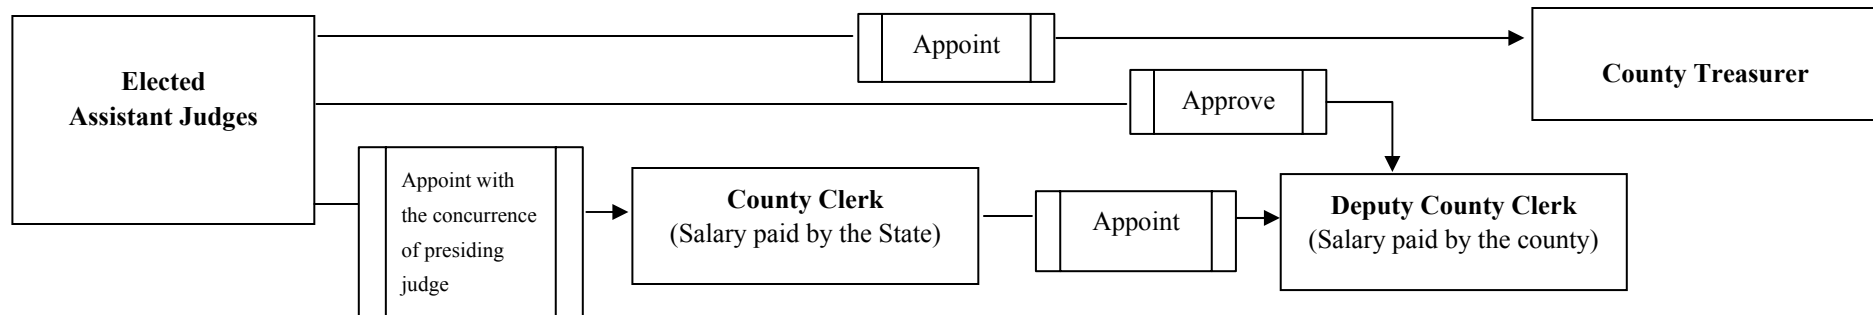 Elected
Assistant Judges
Appoint
County Treasurer
Approve
Appoint with
the concurrence
of presiding
judge
County Clerk
(Salary paid by the State)
Appoint
Deputy County Clerk
(Salary paid by the county)